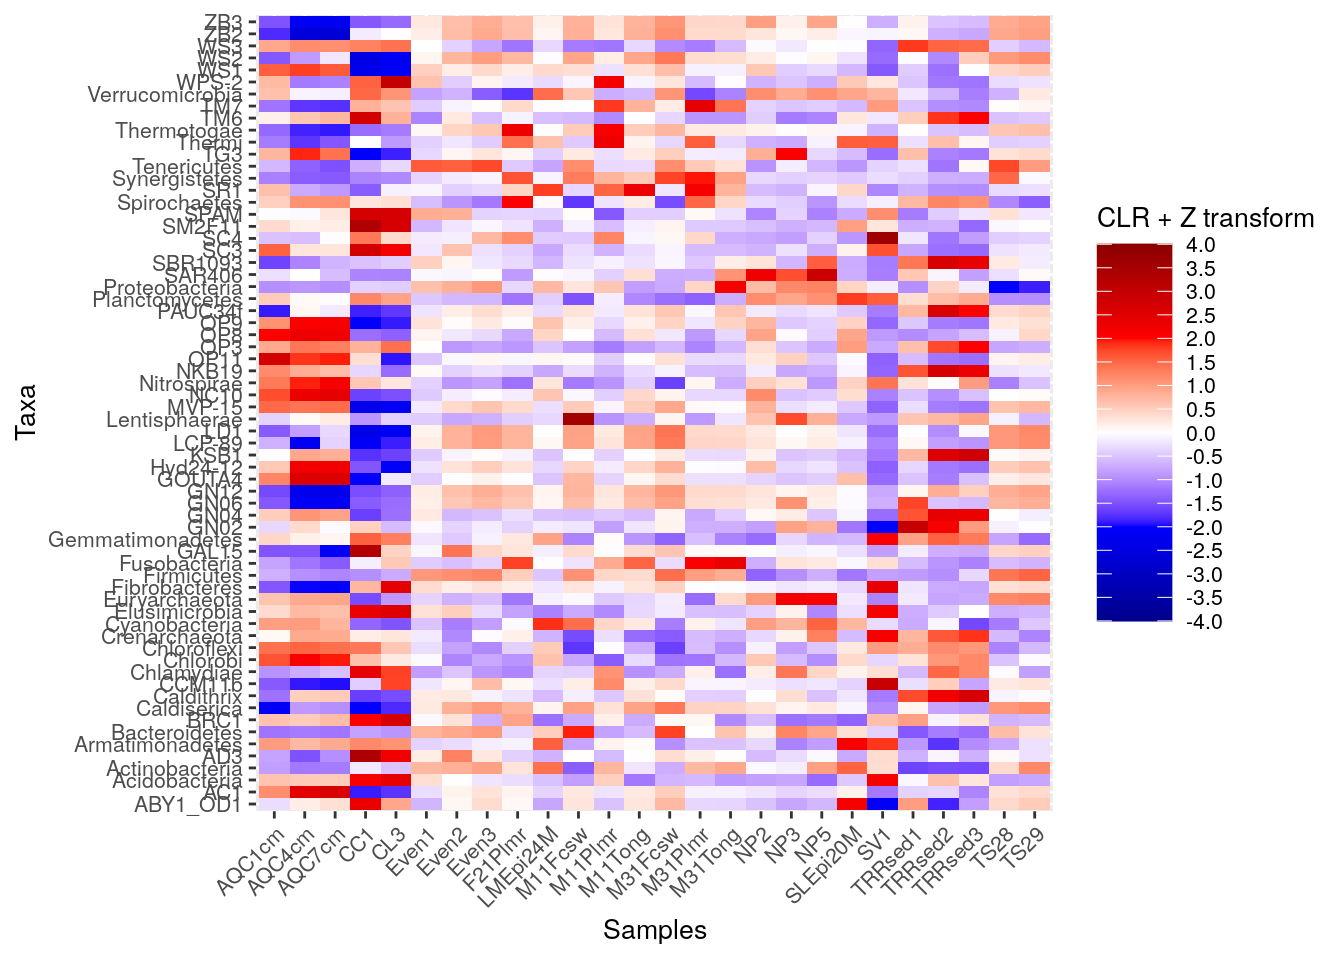 ZB3
ZB2
WS3
WS2
WS1
WPS-2
Verrucomicrobia
TM7
TM6
Thermotogae
Thermi
TG3
Tenericutes
Synergistetes
SR1
Spirochaetes
SPAM
SM2F11
SC4
SC3
SBR1093
SAR406
Proteobacteria
Planctomycetes
PAUC34f
OP9
OP8
OP3
OP11
NKB19
Nitrospirae
NC10
MVP-15
Lentisphaerae
LD1
LCP-89
KSB1
Hyd24-12
GOUTA4
GN12
GN06
GN04
GN02
Gemmatimonadetes
GAL15
Fusobacteria
Firmicutes
Fibrobacteres
Euryarchaeota
Elusimicrobia
Cyanobacteria
Crenarchaeota
Chloroflexi
Chlorobi
Chlamydiae
CCM11b
Caldithrix
Caldiserica
BRC1
Bacteroidetes
Armatimonadetes
AD3
Actinobacteria
Acidobacteria
AC1
ABY1_OD1
Taxa
AQC1cm
AQC4cm
AQC7cm
CC1
CL3
Even1
Even2
Even3
F21Plmr
LMEpi24M
M11Fcsw
M11Plmr
M11Tong
M31Fcsw
M31Plmr
M31Tong
NP2
NP3
NP5
SLEpi20M
SV1
TRRsed1
TRRsed2
TRRsed3
TS28
TS29
Samples
CLR + Z transform
4.0
3.5
3.0
2.5
2.0
1.5
1.0
0.5
0.0
-0.5
-1.0
-1.5
-2.0
-2.5
-3.0
-3.5
-4.0